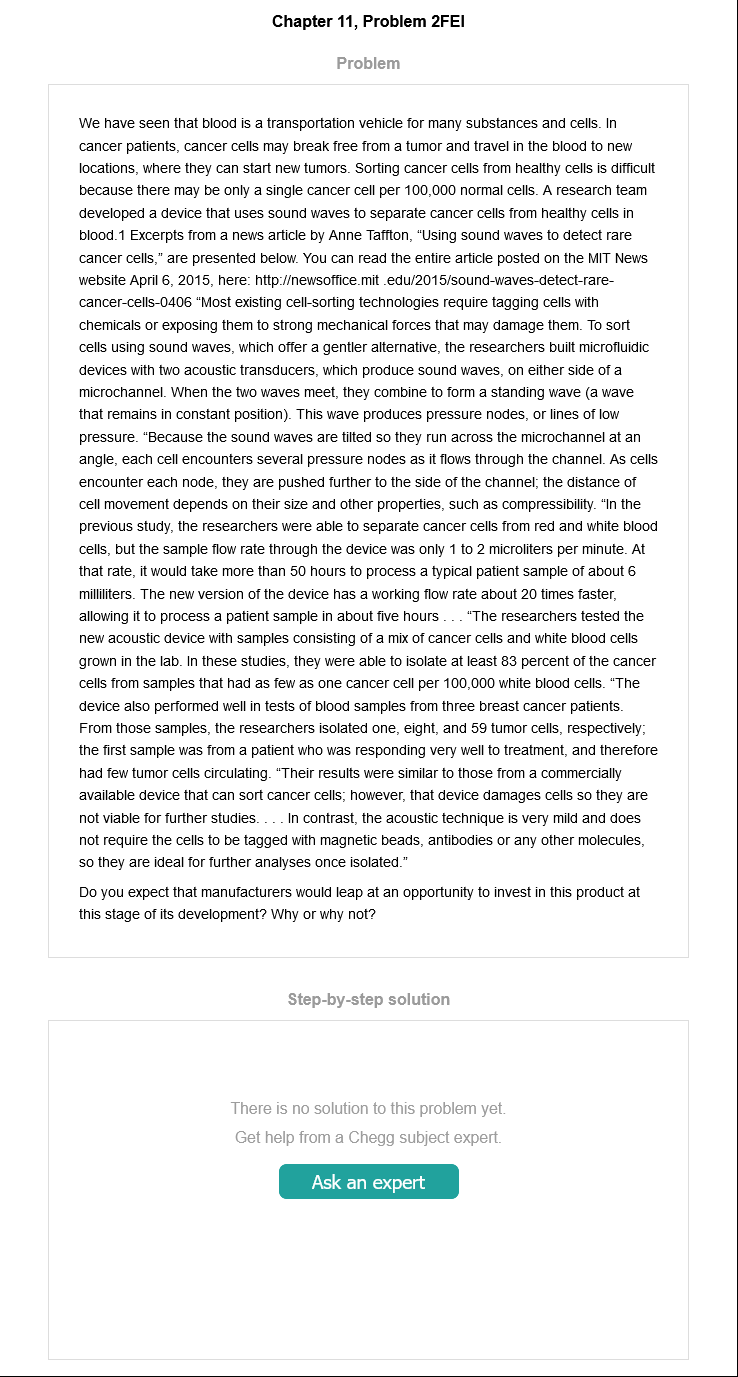 Chapter 11, Problem 2FEI
Problem
We have seen that blood is a transportation vehicle for many substances and cells. In
cancer patients, cancer cells may break free from a tumor and travel in the blood to new
locations, where they can start new tumors. Sorting cancer cells from healthy cells is difficult
because there may be only a single cancer cell per 100,000 normal cells. A research team
developed a device that uses sound waves to separate cancer cells from healthy cells in
blood.1 Excerpts from a news article by Anne Taffton, “Using sound waves to detect rare
cancer cells,” are presented below. You can read the entire article posted on the MIT News
website April 6, 2015, here: http://newsoffice.mit .edu/2015/sound-waves-detect-rare-
cancer-cells-0406 “Most existing cell-sorting technologies require tagging cells with
chemicals or exposing them to strong mechanical forces that may damage them. To sort
cells using sound waves, which offer a gentler alternative, the researchers built microfluidic
devices with two acoustic transducers, which produce sound waves, on either side of a
microchannel. When the two waves meet, they combine to form a standing wave (a wave
that remains in constant position). This wave produces pressure nodes, or lines of low
pressure. “Because the sound waves are tilted so they run across the microchannel at an
angle, each cell encounters several pressure nodes as it flows through the channel. As cells
encounter each node, they are pushed further to the side of the channel; the distance of
cell movement depends on their size and other properties, such as compressibility. “In the
previous study, the researchers were able to separate cancer cells from red and white blood
cells, but the sample flow rate through the device was only 1 to 2 microliters per minute. At
that rate, it would take more than 50 hours to process a typical patient sample of about 6
milliliters. The new version of the device has a working flow rate about 20 times faster,
allowing it to process a patient sample in about five hours . . . “The researchers tested the
new acoustic device with samples consisting of a mix of cancer cells and white blood cells
grown in the lab. In these studies, they were able to isolate at least 83 percent of the cancer
cells from samples that had as few as one cancer cell per 100,000 white blood cells. “The
device also performed well in tests of blood samples from three breast cancer patients.
From those samples, the researchers isolated one, eight, and 59 tumor cells, respectively;
the first sample was from a patient who was responding very well to treatment, and therefore
had few tumor cells circulating. “Their results were similar to those from a commercially
available device that can sort cancer cells; however, that device damages cells so they are
not viable for further studies. . . . In contrast, the acoustic technique is very mild and does
not require the cells to be tagged with magnetic beads, antibodies or any other molecules,
so they are ideal for further analyses once isolated.”
Do you expect that manufacturers would leap at an opportunity to invest in this product at
this stage of its development? Why or why not?
Step-by-step solution
There is no solution to this problem yet.
Get help from a Chegg subject expert.
Ask an expert